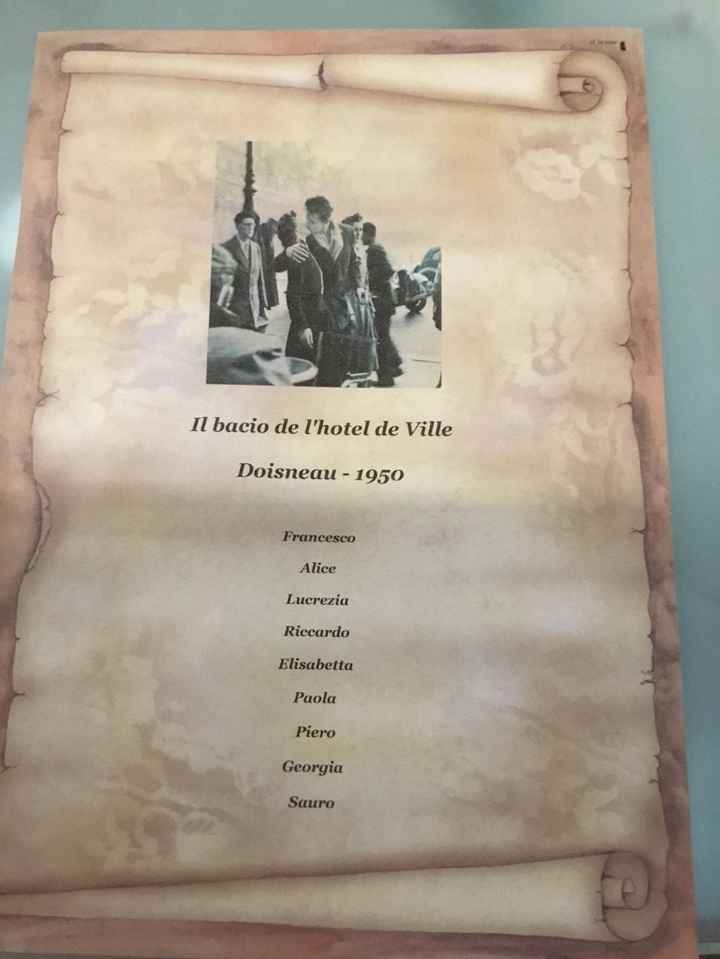 Il bacio de l'hotel de Ville
Doisneau - 1950
Francesco
Alice
Lucrezia
Riccardo
Elisabetta
Paola
Piero
Georgia
Sauro